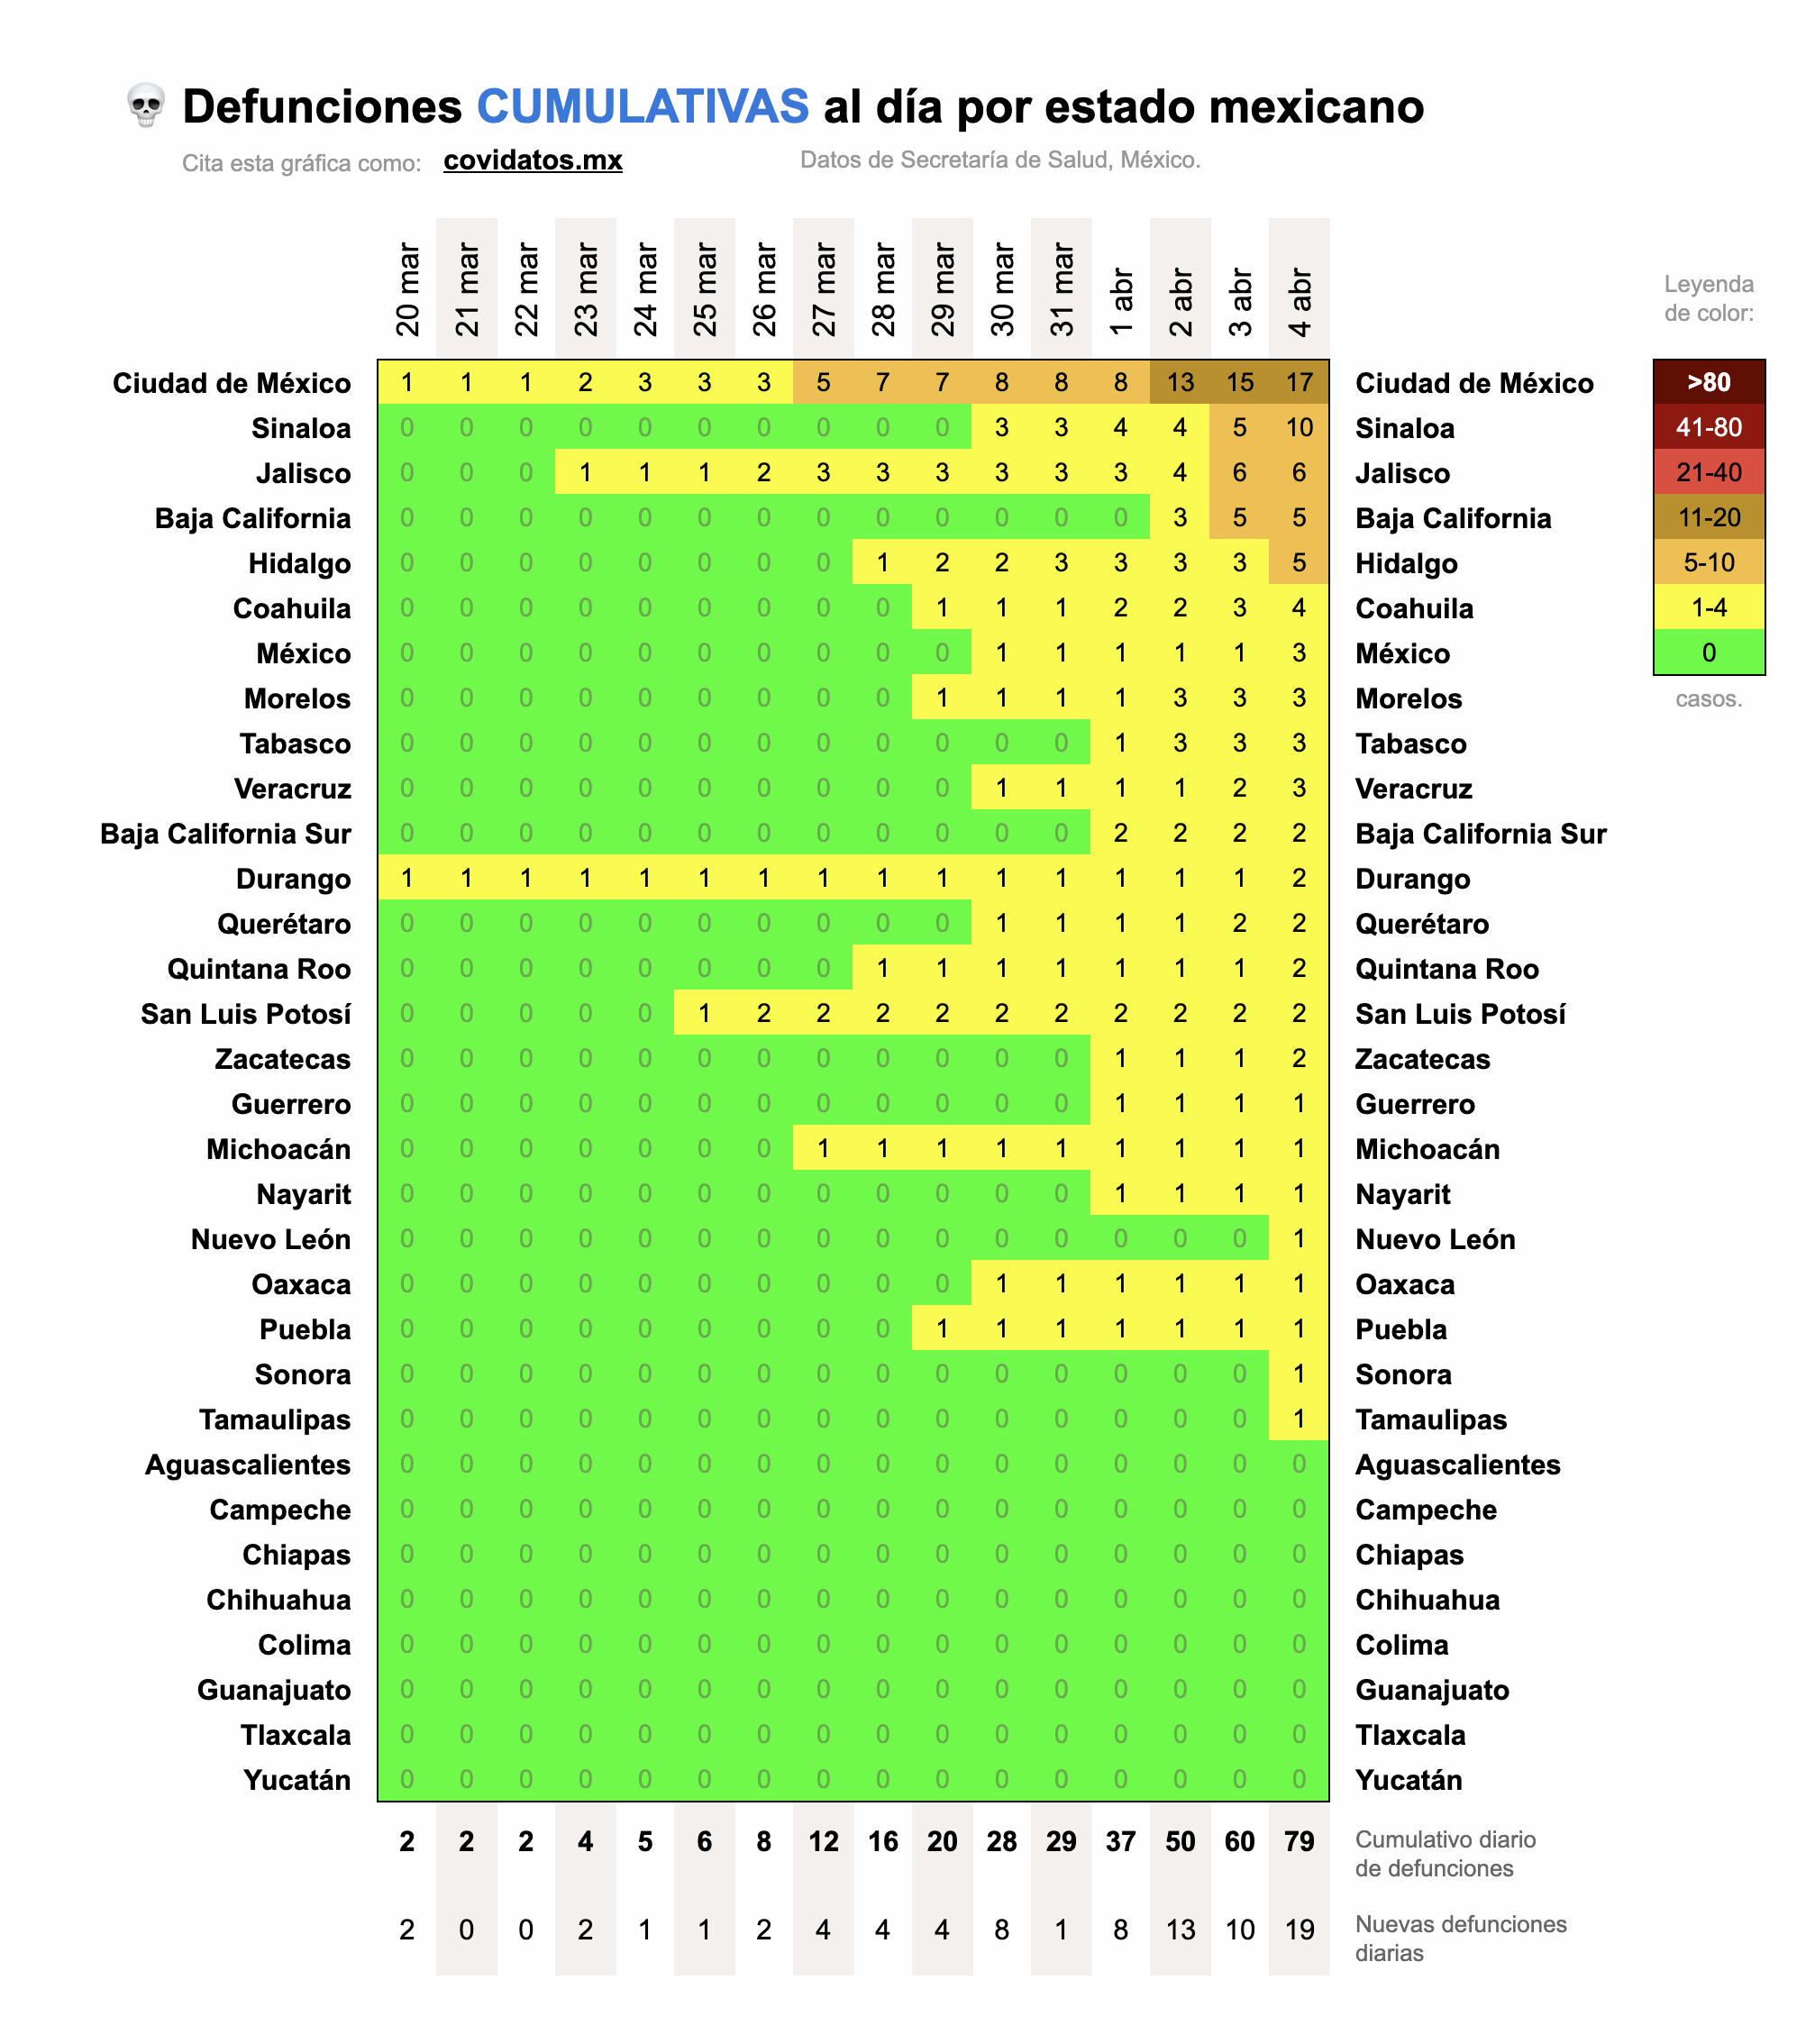 💀 Defunciones CUMULATIVAS al día por estado mexicano
Cita esta gráfica como: covidatos.mx Datos de Secretaría de Salud, México.
20 mar 21 mar 22 mar 23 mar 24 mar 25 mar 26 mar 27 mar 28 mar 29 mar 30 mar 31 mar 1 abr 2 abr 3 abr 4 abr
Leyenda
de color:
Ciudad de México 1 1 1 2 3 3 3 5 7 7 8 8 8 13 15 17 Ciudad de México >80
Sinaloa 0 0 0 0 0 0 0 0 0 0 3 3 4 4 5 10 Sinaloa 41-80
Jalisco 0 0 0 1 1 1 2 3 3 3 3 3 3 4 6 6 Jalisco 21-40
Baja California 0 0 0 0 0 0 0 0 0 0 0 0 0 3 5 5 Baja California 11-20
Hidalgo 0 0 0 0 0 0 0 0 1 2 2 3 3 3 3 5 Hidalgo 5-10
Coahuila 0 0 0 0 0 0 0 0 0 1 1 1 2 2 3 4 Coahuila 1-4
México 0 0 0 0 0 0 0 0 0 0 1 1 1 1 1 3 México 0
Morelos 0 0 0 0 0 0 0 0 0 1 1 1 1 3 3 3 Morelos casos.
Tabasco 0 0 0 0 0 0 0 0 0 0 0 0 1 3 3 3 Tabasco
Veracruz 0 0 0 0 0 0 0 0 0 0 1 1 1 1 2 3 Veracruz
Baja California Sur 0 0 0 0 0 0 0 0 0 0 0 0 2 2 2 2 Baja California Sur
Durango 1 1 1 1 1 1 1 1 1 1 1 1 1 1 1 2 Durango
Querétaro 0 0 0 0 0 0 0 0 0 0 1 1 1 1 2 2 Querétaro
Quintana Roo 0 0 0 0 0 0 0 0 1 1 1 1 1 1 1 2 Quintana Roo
San Luis Potosí 0 0 0 0 0 1 2 2 2 2 2 2 2 2 2 2 San Luis Potosí
Zacatecas 0 0 0 0 0 0 0 0 0 0 0 0 1 1 1 2 Zacatecas
Guerrero 0 0 0 0 0 0 0 0 0 0 0 0 1 1 1 1 Guerrero
Michoacán 0 0 0 0 0 0 0 1 1 1 1 1 1 1 1 1 Michoacán
Nayarit 0 0 0 0 0 0 0 0 0 0 0 0 1 1 1 1 Nayarit
Nuevo León 0 0 0 0 0 0 0 0 0 0 0 0 0 0 0 1 Nuevo León
Oaxaca 0 0 0 0 0 0 0 0 0 0 1 1 1 1 1 1 Oaxaca
Puebla 0 0 0 0 0 0 0 0 0 1 1 1 1 1 1 1 Puebla
Sonora 0 0 0 0 0 0 0 0 0 0 0 0 0 0 0 1 Sonora
Tamaulipas 0 0 0 0 0 0 0 0 0 0 0 0 0 0 0 1 Tamaulipas
Aguascalientes 0 0 0 0 0 0 0 0 0 0 0 0 0 0 0 0 Aguascalientes
Campeche 0 0 0 0 0 0 0 0 0 0 0 0 0 0 0 0 Campeche
Chiapas 0 0 0 0 0 0 0 0 0 0 0 0 0 0 0 0 Chiapas
Chihuahua 0 0 0 0 0 0 0 0 0 0 0 0 0 0 0 0 Chihuahua
Colima 0 0 0 0 0 0 0 0 0 0 0 0 0 0 0 0 Colima
Guanajuato 0 0 0 0 0 0 0 0 0 0 0 0 0 0 0 0 Guanajuato
Tlaxcala 0 0 0 0 0 0 0 0 0 0 0 0 0 0 0 0 Tlaxcala
Yucatán 0 0 0 0 0 0 0 0 0 0 0 0 0 0 0 0 Yucatán
2 2 2 4 5 6 8 12 16 20 28 29 37 50 60 79 Cumulativo diario
de defunciones
2 0 0 2 1 1 2 4 4 4 8 1 8 13 10 19 Nuevas defunciones
diarias